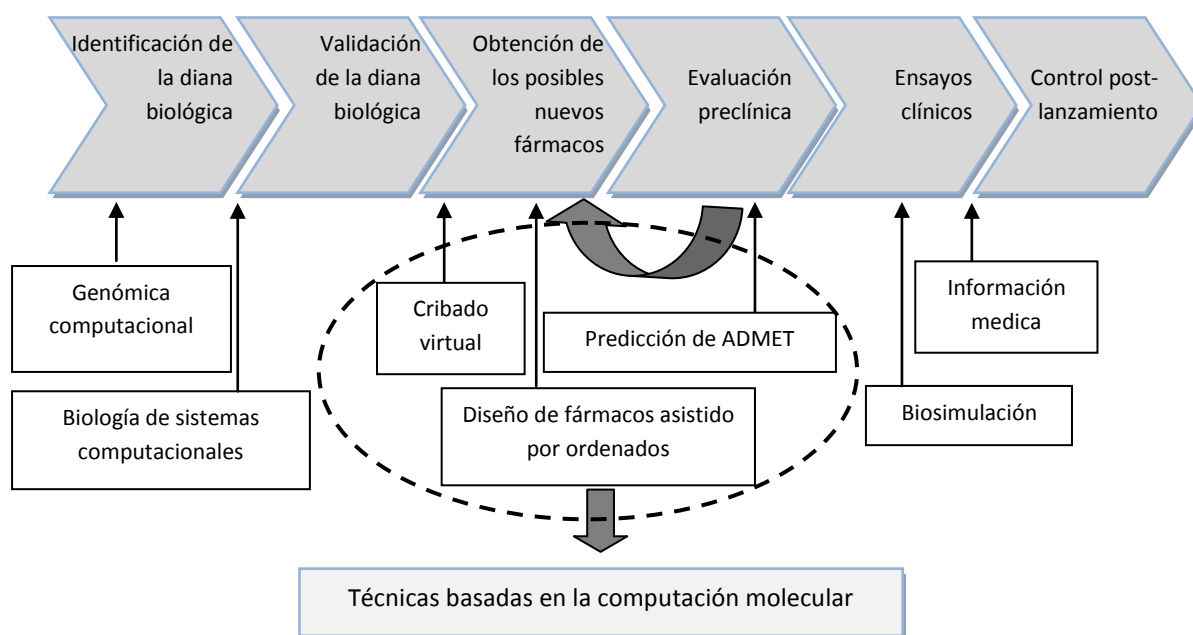 Identificación de
la diana
biológica
Validación
de la diana
biológica
Obtención de
los posibles
nuevos
fármacos
Evaluación
preclínica
Ensayos
clínicos
Control post-
lanzamiento
Genómica
computacional
Biología de sistemas
computacionales
Cribado
virtual
Predicción de ADMET
Diseño de fármacos asistido
por ordenados
Información
medica
Biosimulación
Técnicas basadas en la computación molecular